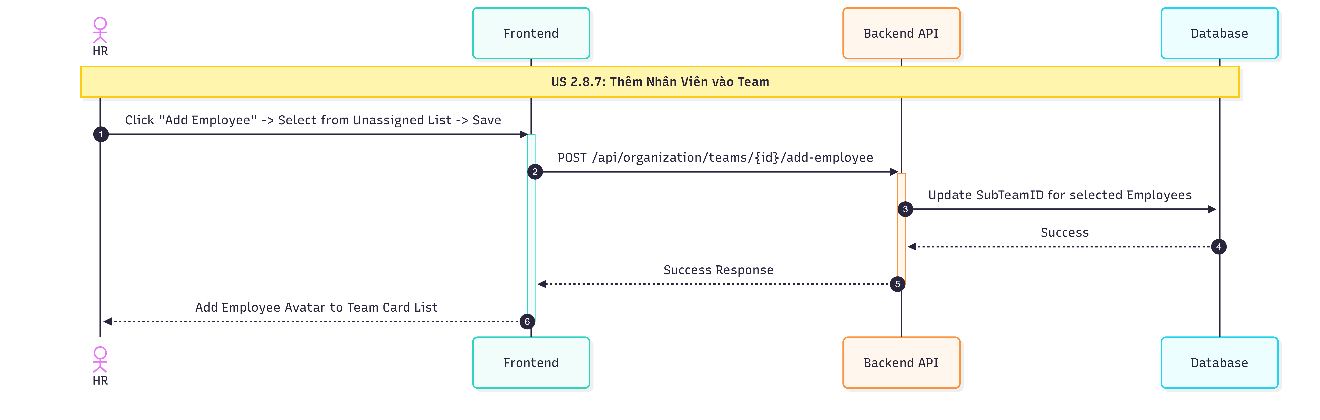 HR
Frontend
Backend API
Database
US 2.8.7: Thêm Nhân Viên vào Team
Click "Add Employee" -> Select from Unassigned List -> Save
1
POST /api/organization/teams/{id}/add-employee
2
Update SubTeamID for selected Employees
3
Success
4
Success Response
5
Add Employee Avatar to Team Card List
6
HR
Frontend
Backend API
Database